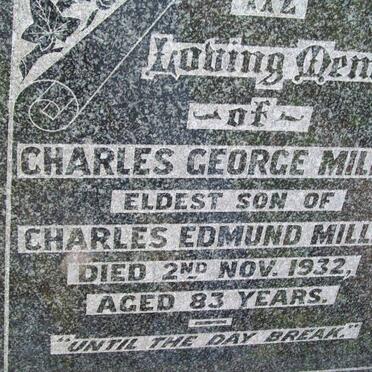 Loving Mem
of
CHARLES GEORGE MIL
ELDEST SON OF
CHARLES EDMUND MILL
DIED 2ND NOV. 1932,
AGED 83 YEARS.
"UNTIL THE DAY BREAK"